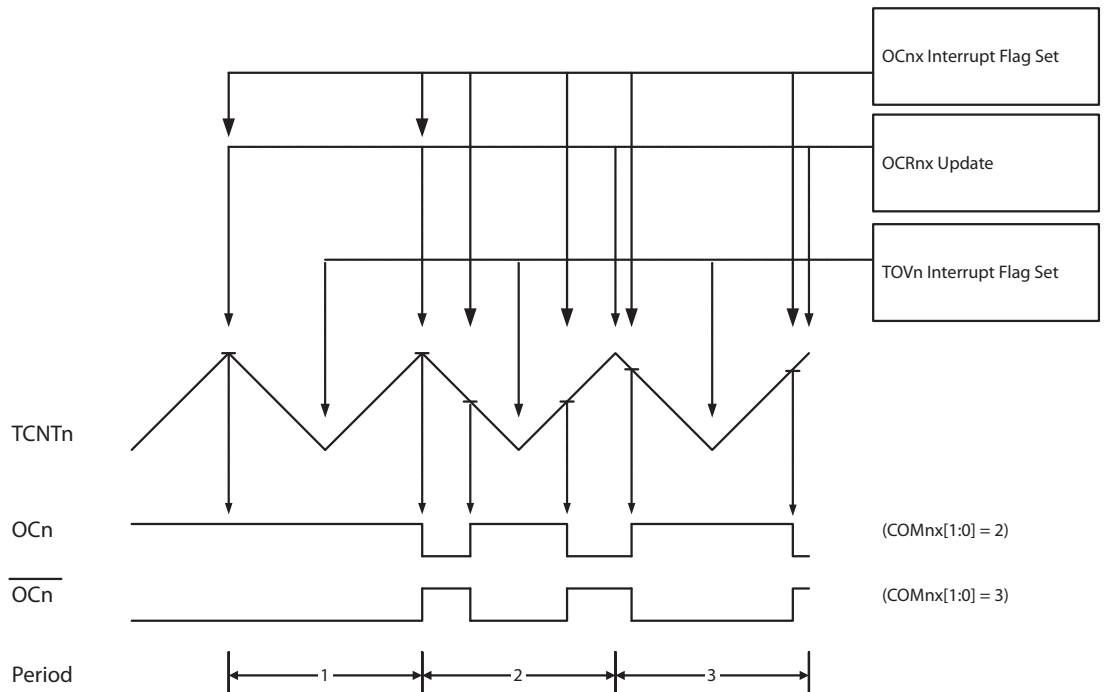 OCnx Interrupt Flag Set
OCRnx Update
TOVn Interrupt Flag Set
TCNTn
OCn
(COMnx[1:0] = 2)
OCn
(COMnx[1:0] = 3)
Period
1
2
3